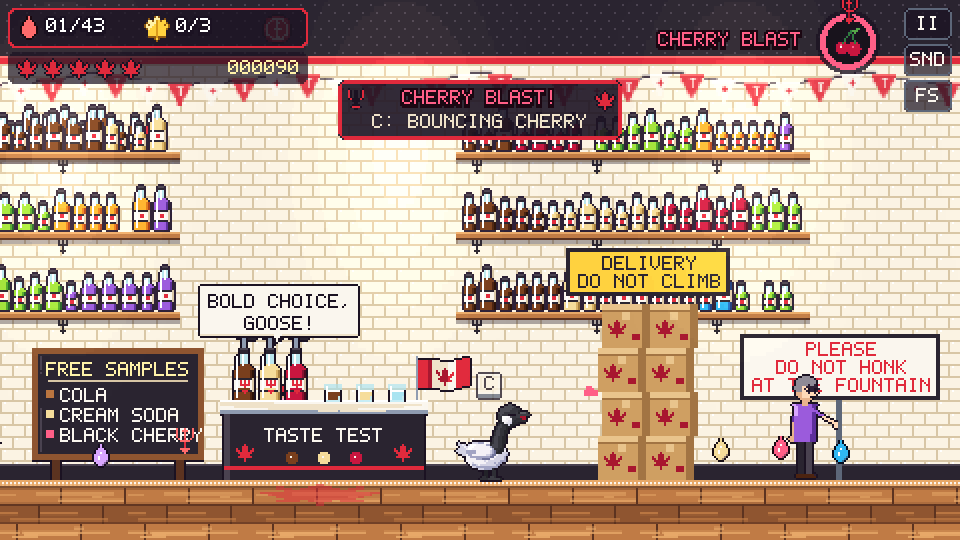 01/43 0/3
000090
CHERRY BLAST
II
SND
FS
CHERRY BLAST!
C: BOUNCING CHERRY
DELIVERY
DO NOT CLIMB
BOLD CHOICE,
GOOSE!
FREE SAMPLES
COLA
CREAM SODA
BLACK CHERRY
C
TASTE TEST
PLEASE
DO NOT HONK
AT FOUNTAIN